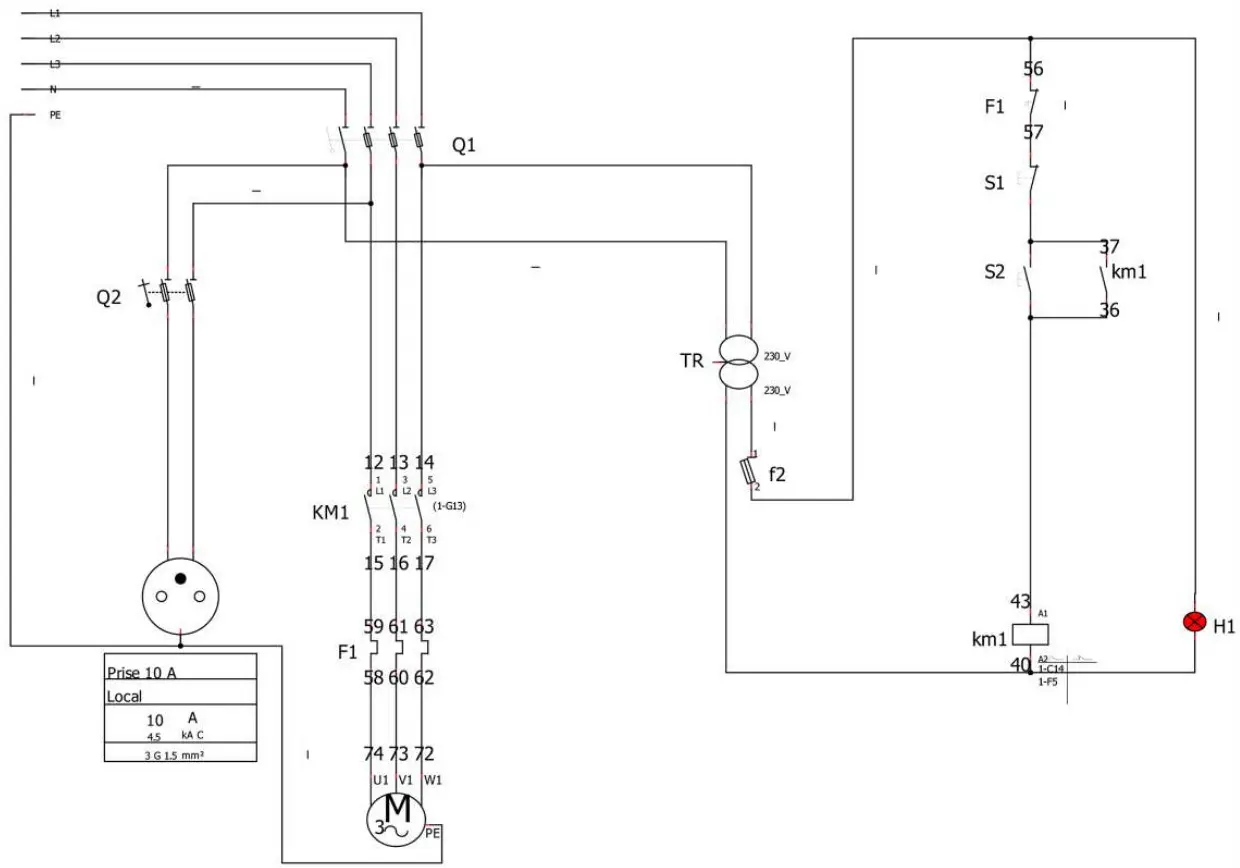 L1
L2
L3
N
PE
Q1
56
F1
57
S1
37
S2
km1
36
Q2
TR
230_V
230_V
1
f2
2
12 13 14
1 3 5
L1 L2 L3
KM1
(1-G13)
2 4 6
T1 T2 T3
15 16 17
59 61 63
F1
58 60 62
43
A1
km1
H1
40
A2
1-C14
1-F5
Prise 10 A
Local
10 A
4.5 kA C
3 G 1.5 mm²
74 73 72
U1 V1 W1
M
3
PE